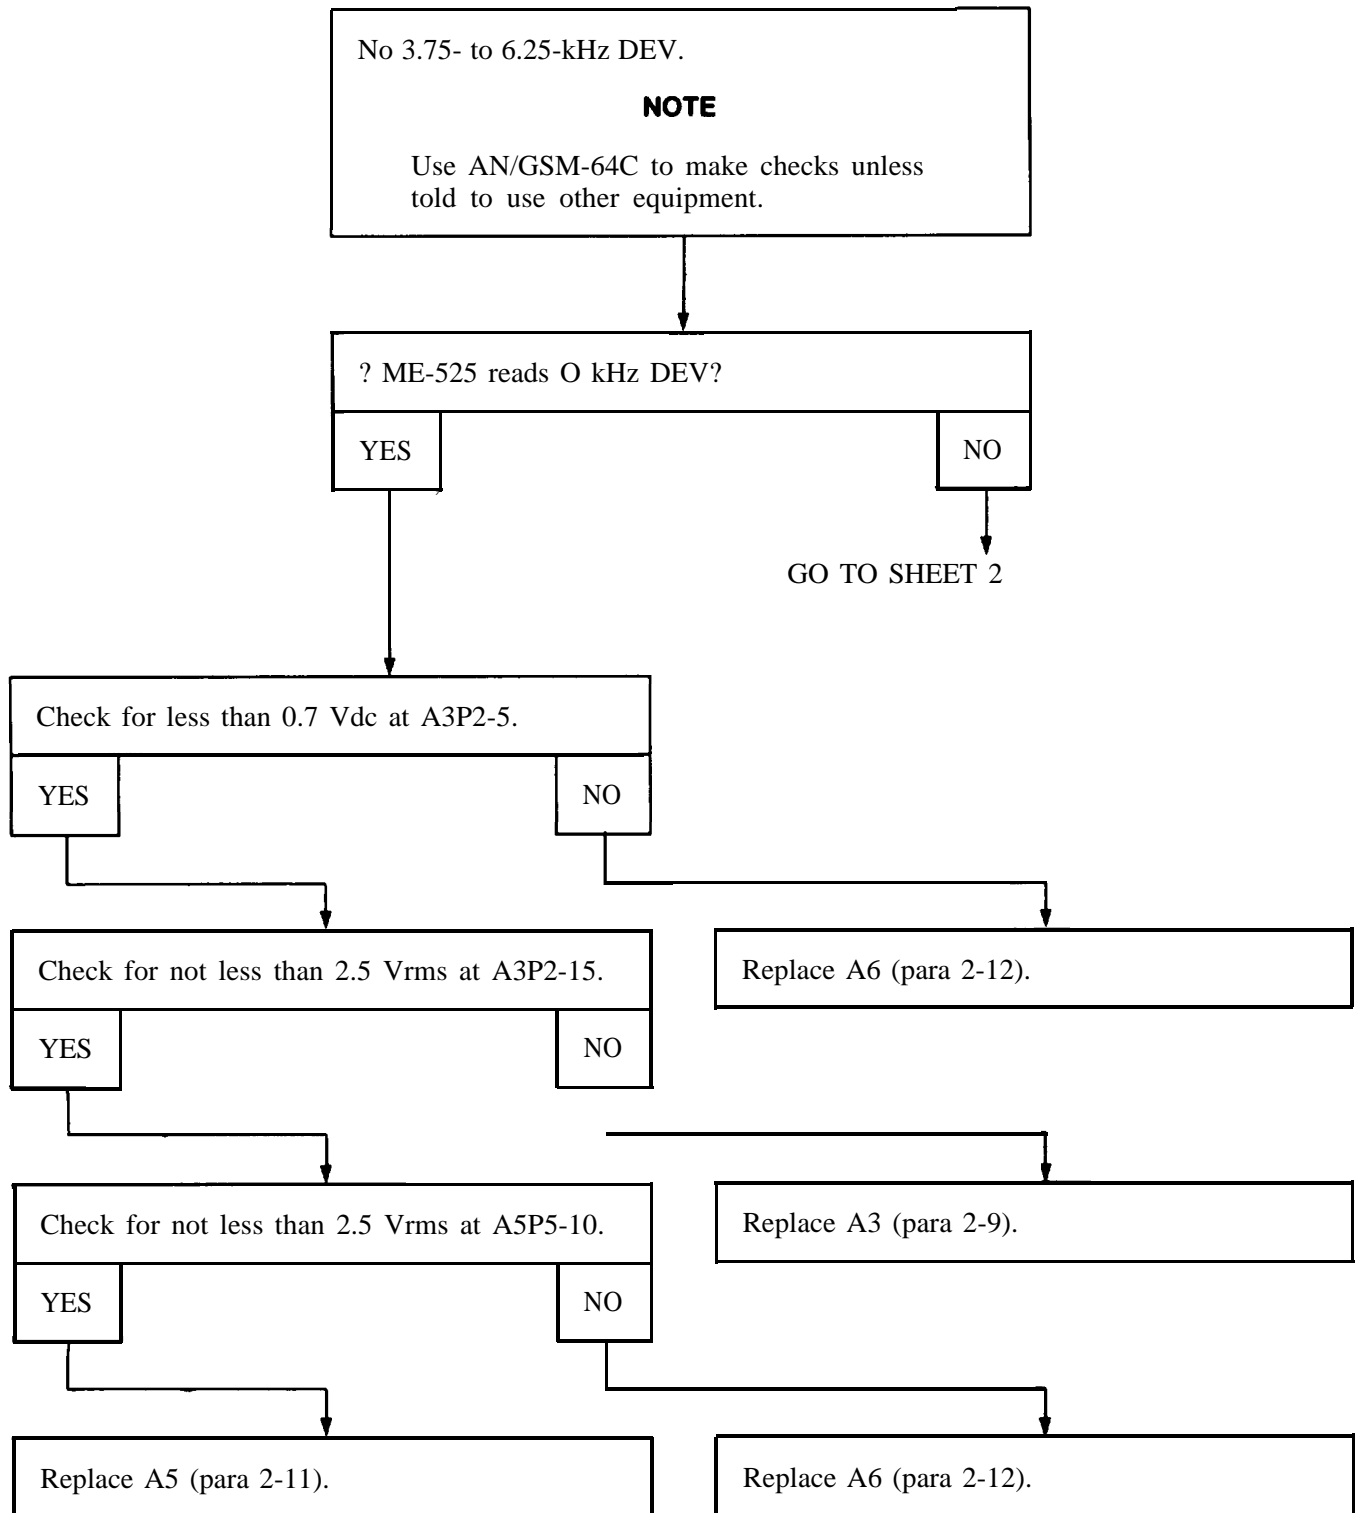 No 3.75- to 6.25-kHz DEV.
NOTE
Use AN/GSM-64C to make checks unless
told to use other equipment.
? ME-525 reads O kHz DEV?
YES
NO
GO TO SHEET 2
Check for less than 0.7 Vdc at A3P2-5.
YES
NO
Check for not less than 2.5 Vrms at A3P2-15.
Replace A6 (para 2-12).
YES
NO
Check for not less than 2.5 Vrms at A5P5-10.
Replace A3 (para 2-9).
YES
NO
Replace A5 (para 2-11).
Replace A6 (para 2-12).